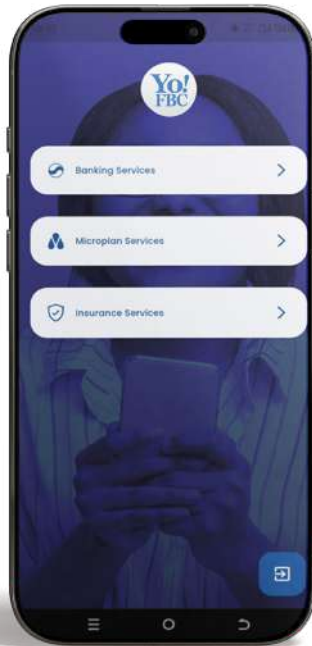 Yo!
FBC
Banking Services
Microplan Services
Insurance Services